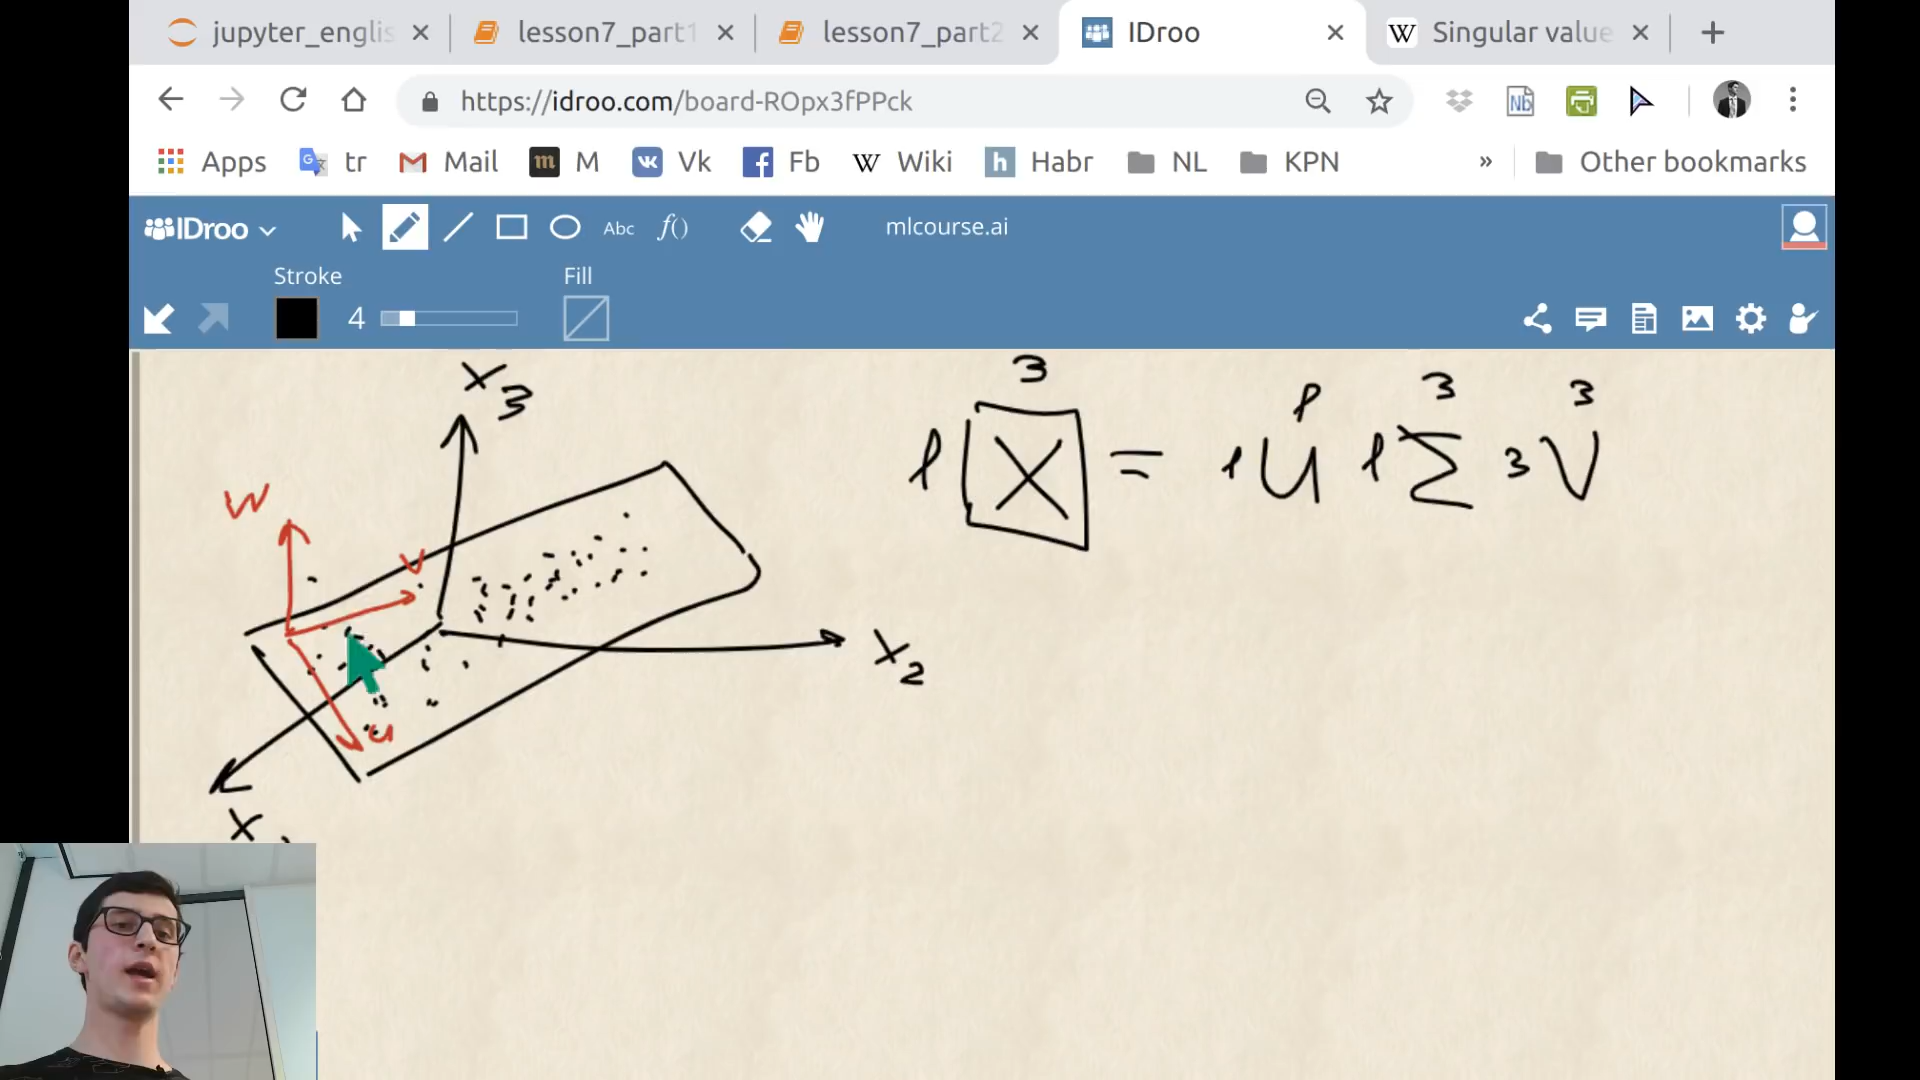 jupyter_englis
lesson7_part1
lesson7_part2
IDroo
W Singular value
https://idroo.com/board-ROpx3fPPck
Nb
Apps tr Mail m M Vk Fb W Wiki h Habr NL KPN » Other bookmarks
IDroo Abc f() mlcourse.ai
Stroke Fill
4
x3
3
ℓ X = ℓ U ℓ ℓ Σ 3 3 V 3
W
V
x2
u
x